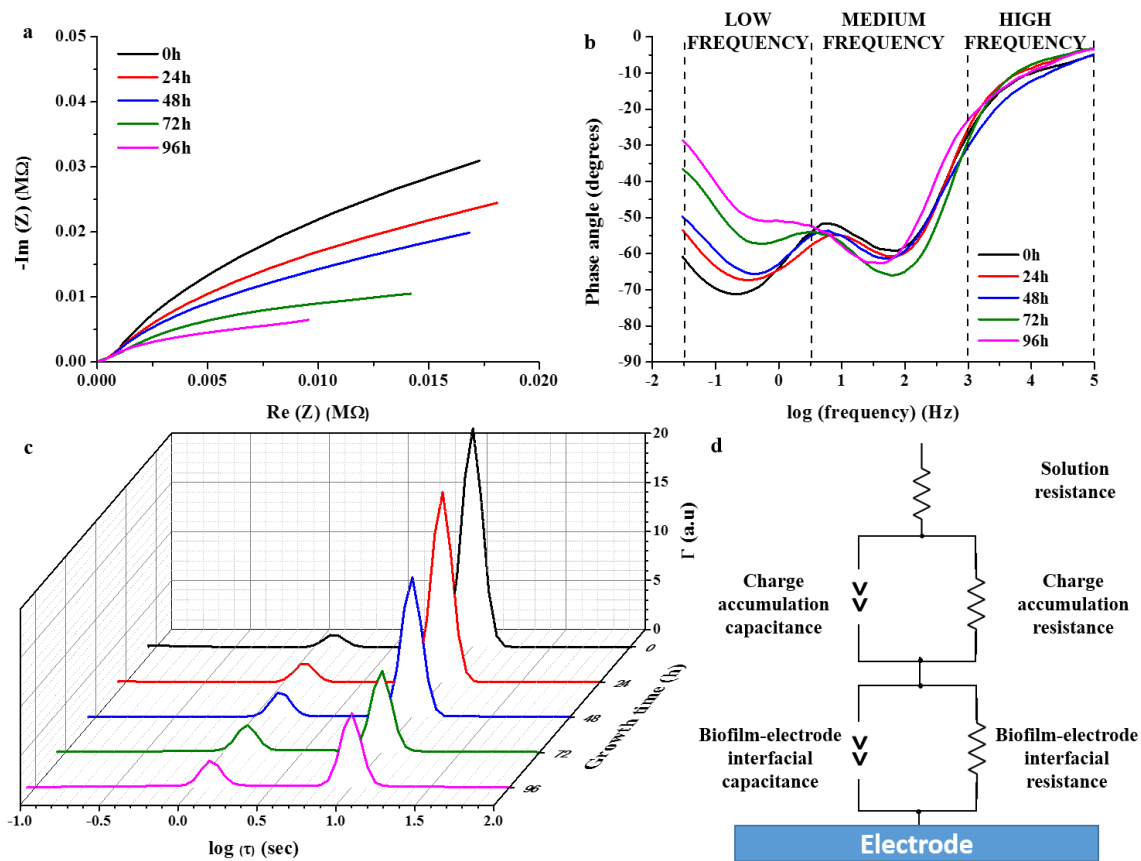 a
0.05
0.04
0.03
0.02
0.01
0.00
0.000
0.005
0.010
0.015
0.020
-Im (Z) (MΩ)
Re (Z) (MΩ)
0h
24h
48h
72h
96h
b
LOW
FREQUENCY
MEDIUM
FREQUENCY
HIGH
FREQUENCY
0
-10
-20
-30
-40
-50
-60
-70
-80
-90
-2
-1
0
1
2
3
4
5
Phase angle (degrees)
log (frequency) (Hz)
0h
24h
48h
72h
96h
c
20
15
10
5
0
Γ (a.u)
0
24
48
72
96
Growth time (h)
-1.0
-0.5
0.0
0.5
1.0
1.5
2.0
log (τ) (sec)
d
Solution
resistance
Charge
accumulation
capacitance
Charge
accumulation
resistance
Biofilm-electrode
interfacial
capacitance
Biofilm-electrode
interfacial
resistance
Electrode